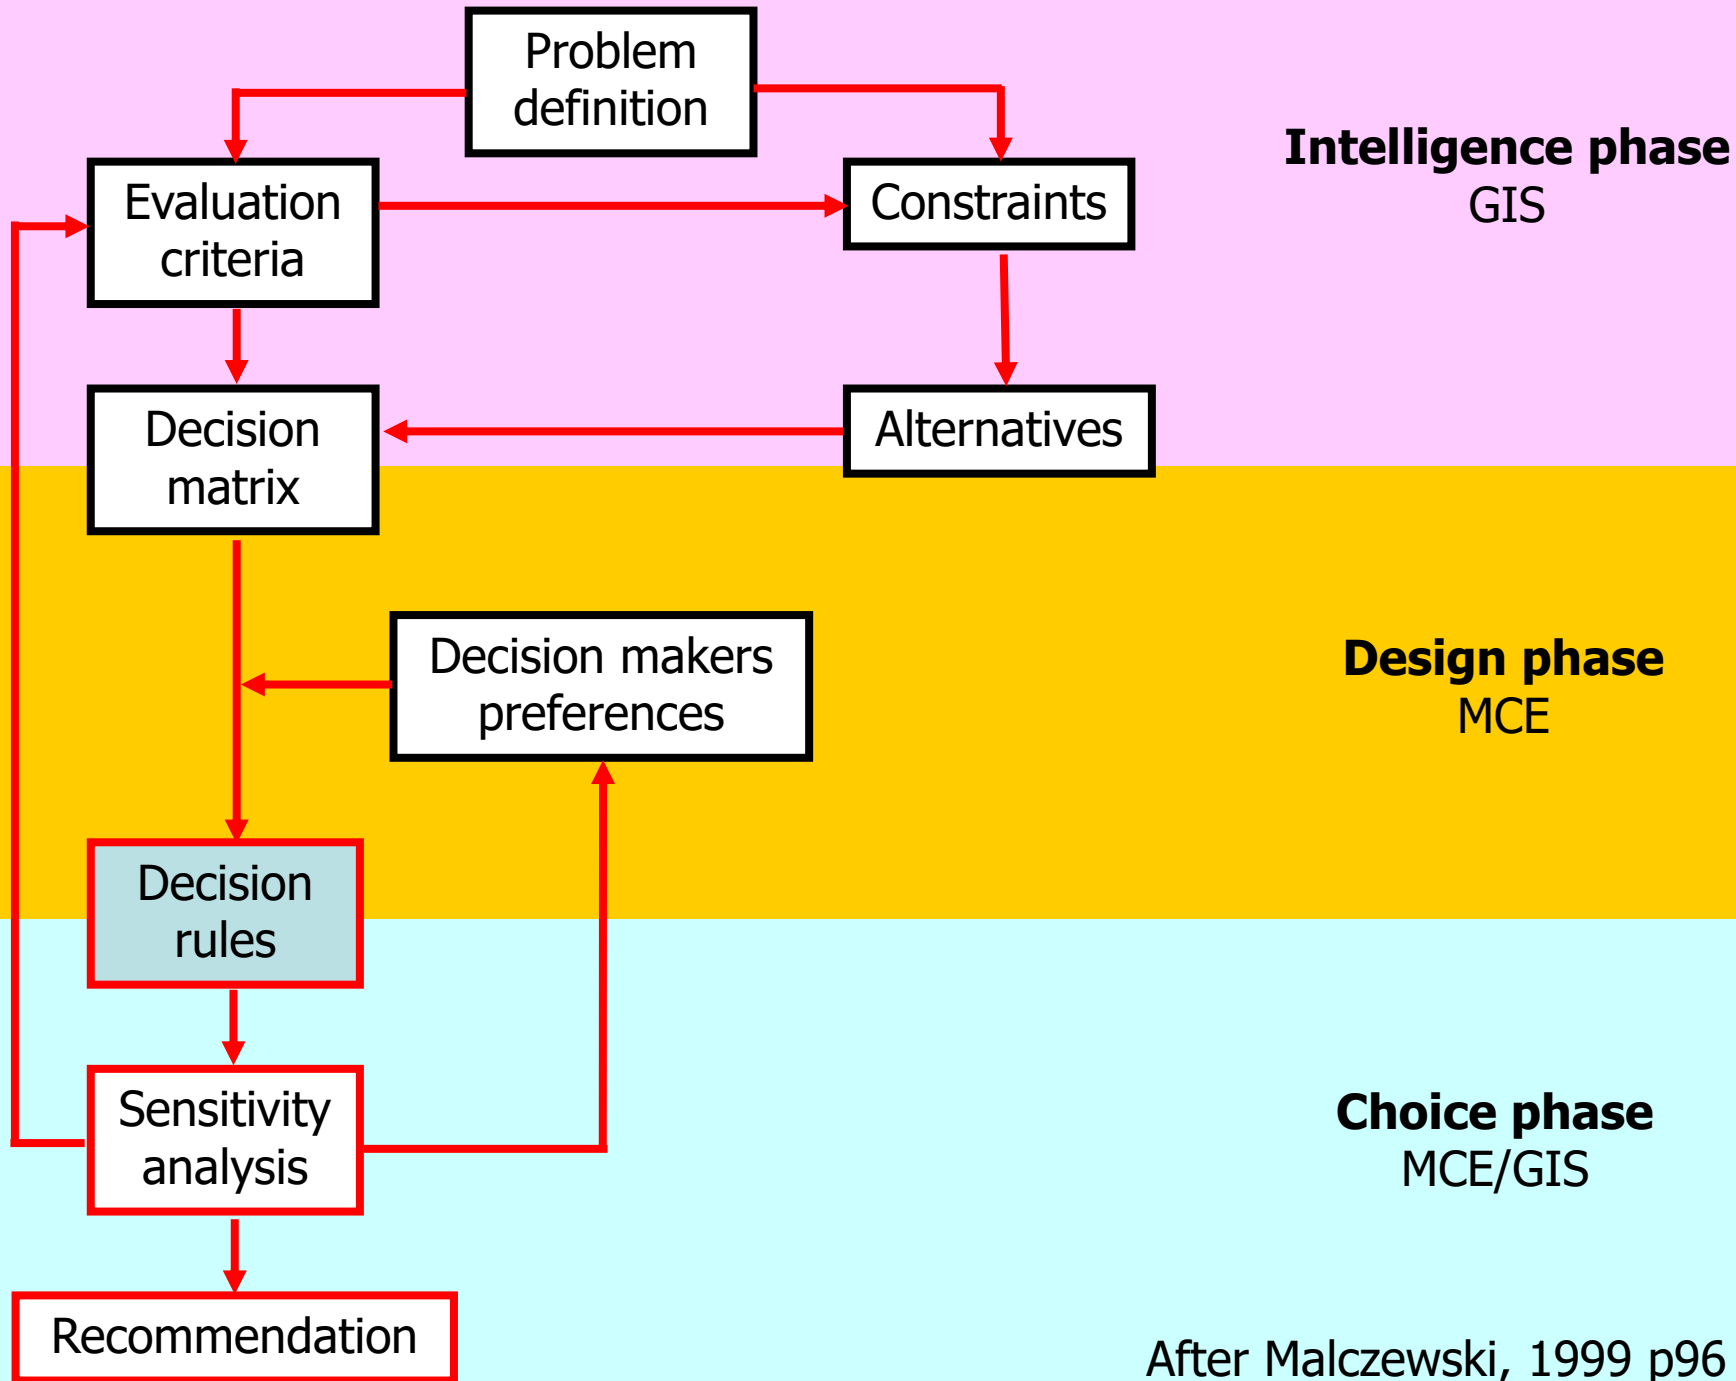 Problem
definition
Intelligence phase
GIS
Evaluation
criteria
Constraints
Decision
matrix
Alternatives
Decision makers
preferences
Design phase
MCE
Decision
rules
Sensitivity
analysis
Choice phase
MCE/GIS
Recommendation
After Malczewski, 1999 p96